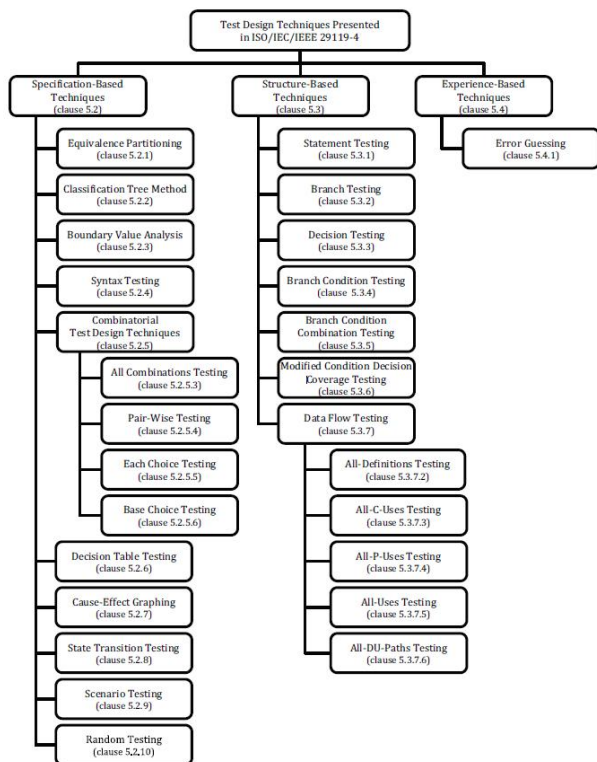 Test Design Techniques Presented
in ISO/IEC/IEEE 29119-4
Specification-Based
Techniques
(clause 5.2)
Equivalence Partitioning
(clause 5.2.1)
Classification Tree Method
(clause 5.2.2)
Boundary Value Analysis
(clause 5.2.3)
Syntax Testing
(clause 5.2.4)
Combinatorial
Test Design Techniques
(clause 5.2.5)
All Combinations Testing
(clause 5.2.5.3)
Pair-Wise Testing
(clause 5.2.5.4)
Each Choice Testing
(clause 5.2.5.5)
Base Choice Testing
(clause 5.2.5.6)
Decision Table Testing
(clause 5.2.6)
Cause-Effect Graphing
(clause 5.2.7)
State Transition Testing
(clause 5.2.8)
Scenario Testing
(clause 5.2.9)
Random Testing
(clause 5.2.10)
Structure-Based
Techniques
(clause 5.3)
Statement Testing
(clause 5.3.1)
Branch Testing
(clause 5.3.2)
Decision Testing
(clause 5.3.3)
Branch Condition Testing
(clause 5.3.4)
Branch Condition
Combination Testing
(clause 5.3.5)
Modified Condition Decision
Coverage Testing
(clause 5.3.6)
Data Flow Testing
(clause 5.3.7)
All-Definitions Testing
(clause 5.3.7.2)
All-C-Uses Testing
(clause 5.3.7.3)
All-P-Uses Testing
(clause 5.3.7.4)
All-Uses Testing
(clause 5.3.7.5)
All-DU-Paths Testing
(clause 5.3.7.6)
Experience-Based
Techniques
(clause 5.4)
Error Guessing
(clause 5.4.1)